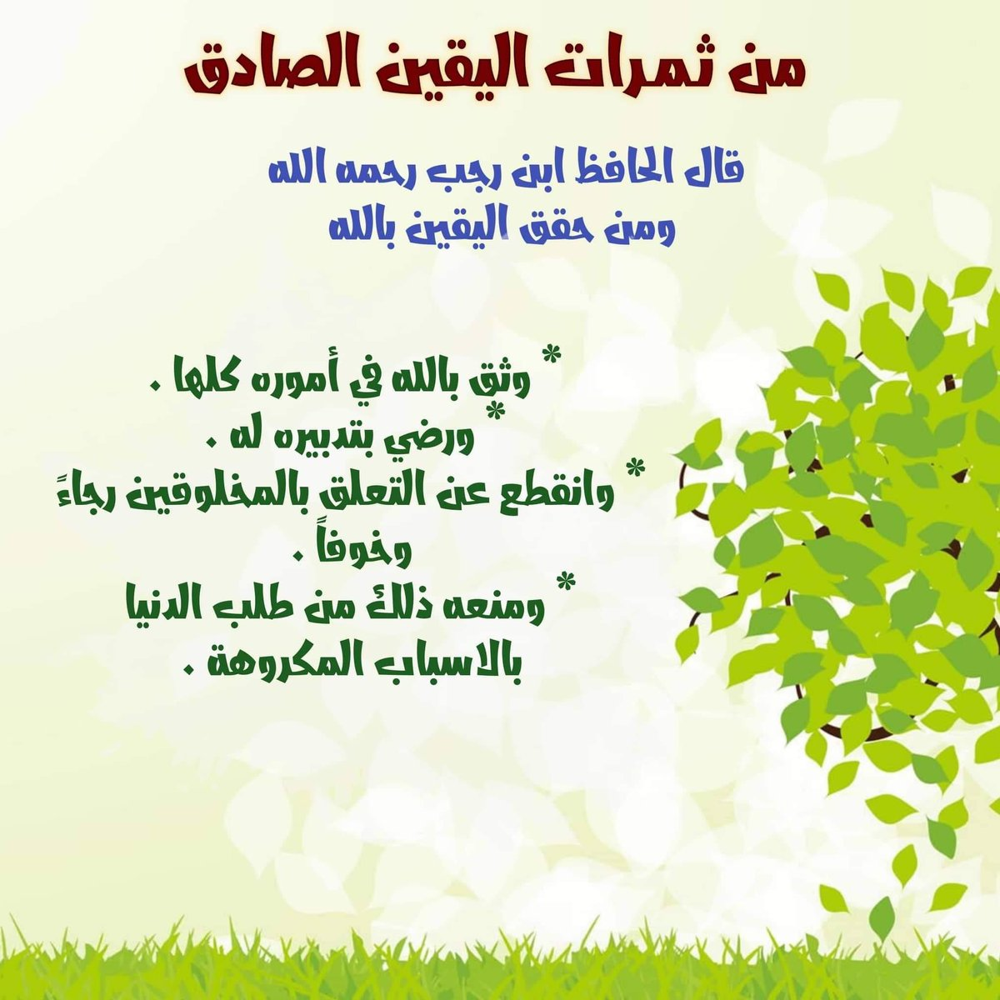 من ثمرات اليقين الصادق
قال الحافظ ابن رجب رحمه الله
ومن حقق اليقين بالله
* وثق بالله في أموره كلها .
* ورضي بتدبيره له .
* وانقطع عن التعلق بالمخلوقين رجاءً
وخوفاً .
* ومنعه ذلك من طلب الدنيا
بالاسباب المكروهة .